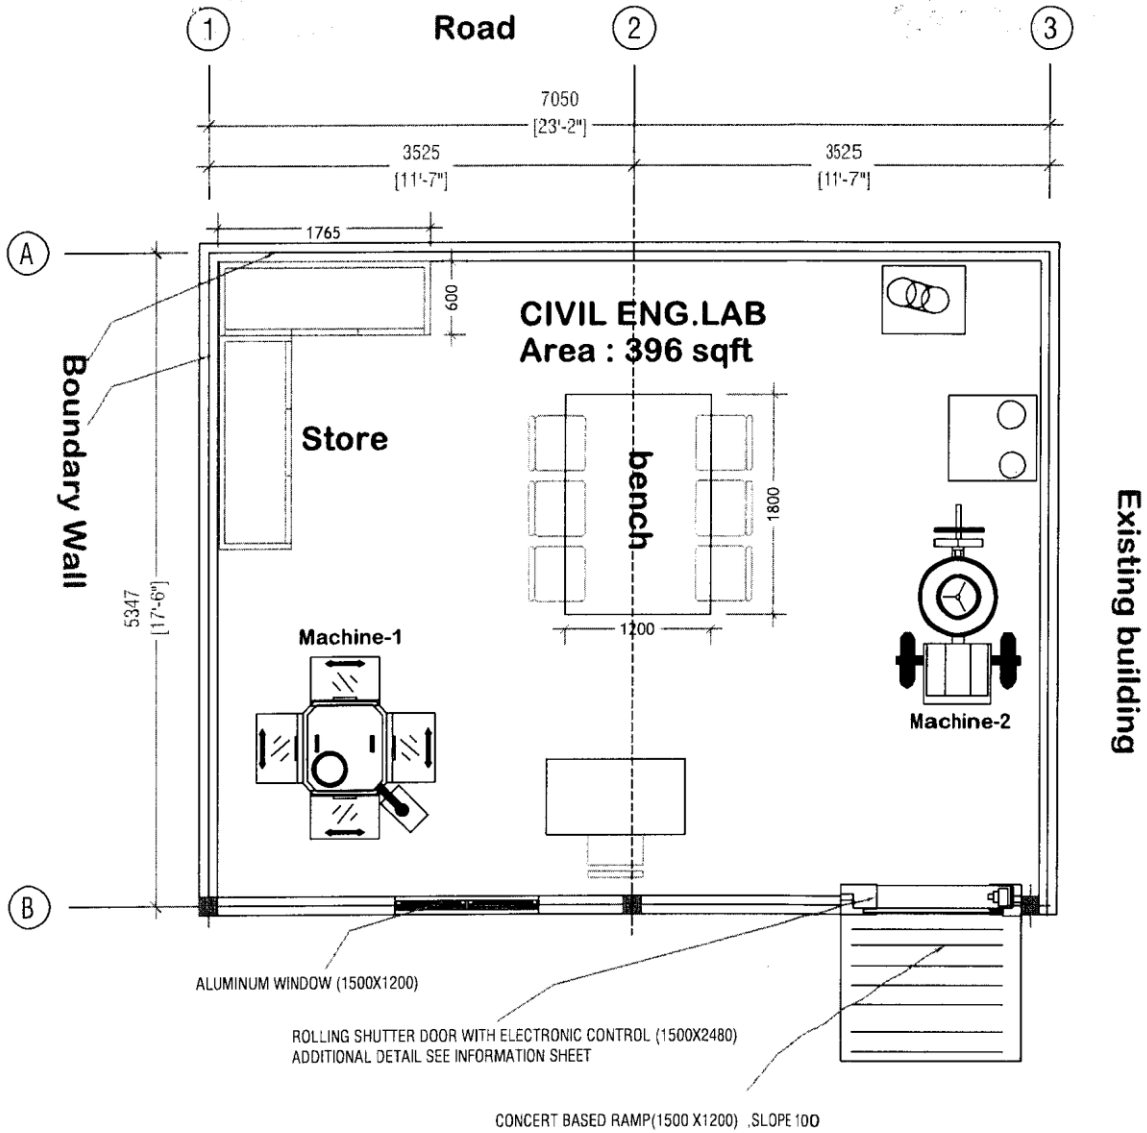 1
Road
2
3
7050
[23'-2"]
3525
[11'-7"]
3525
[11'-7"]
1765
A
600
CIVIL ENG.LAB
Area : 396 sqft
Boundary Wall
Store
bench
1800
Existing building
5347
[17'-6"]
1200
Machine-1
Machine-2
B
ALUMINUM WINDOW (1500X1200)
ROLLING SHUTTER DOOR WITH ELECTRONIC CONTROL (1500X2480)
ADDITIONAL DETAIL SEE INFORMATION SHEET
CONCERT BASED RAMP(1500 X1200) ,SLOPE 100